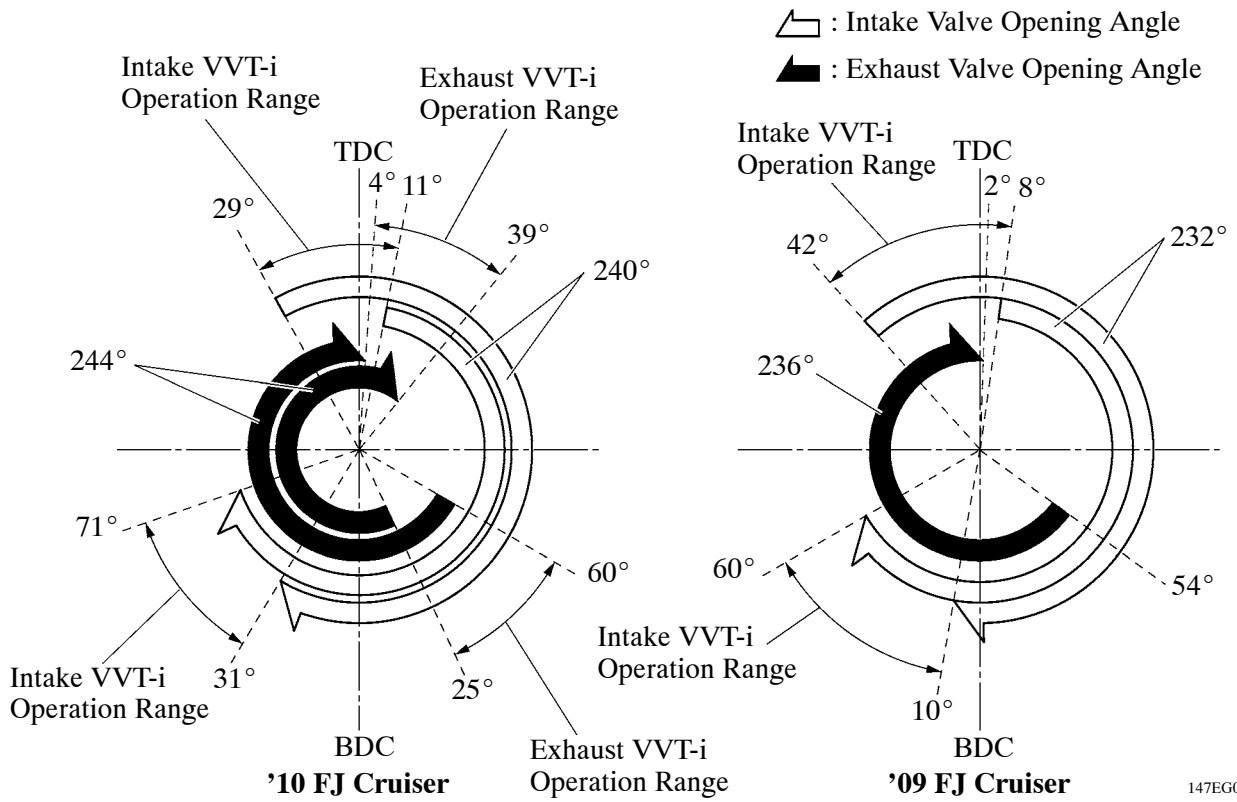 : Intake Valve Opening Angle
: Exhaust Valve Opening Angle
Intake VVT-i
Operation Range
Exhaust VVT-i
Operation Range
TDC
4°
11°
29°
39°
240°
244°
71°
60°
31°
25°
Intake VVT-i
Operation Range
BDC
Exhaust VVT-i
Operation Range
’10 FJ Cruiser
Intake VVT-i
Operation Range
TDC
2°
8°
42°
232°
236°
60°
54°
Intake VVT-i
Operation Range
10°
BDC
’09 FJ Cruiser